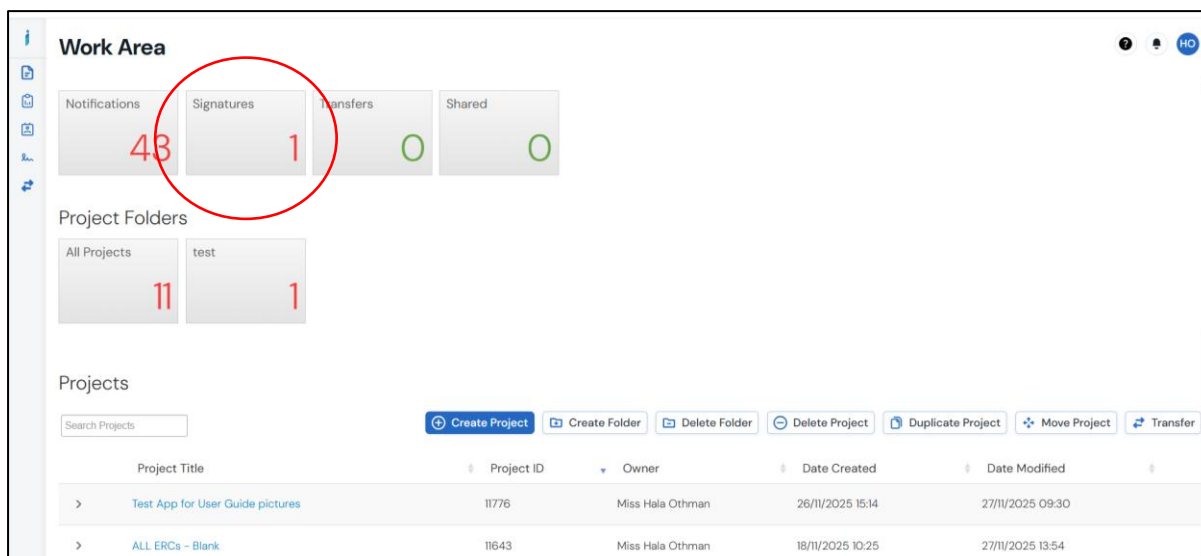 Work Area
HO
Notifications
43
Signatures
1
Transfers
0
Shared
0
Project Folders
All Projects
11
test
1
Projects
Search Projects
Create Project
Create Folder
Delete Folder
Delete Project
Duplicate Project
Move Project
Transfer
Project Title Project ID Owner Date Created Date Modified
Test App for User Guide pictures 11776 Miss Hala Othman 26/11/2025 15:14 27/11/2025 09:30
ALL ERCs - Blank 11643 Miss Hala Othman 18/11/2025 10:25 27/11/2025 13:54